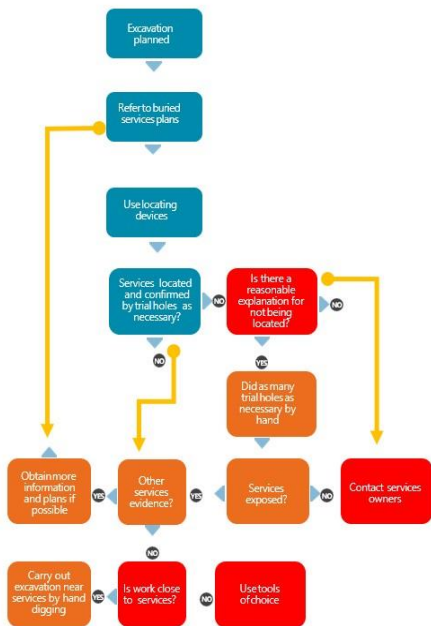 Excavation
planned
Refer to buried
services plans
Use locating
devices
Services located
and confirmed
by trial holes as
necessary?
NO
Is there a
reasonable
explanation for
not being
located?
NO
NO
YES
Did as many
trial holes as
necessary by
hand
Obtain more
information
and plans if
possible
YES
Other
services
evidence?
YES
Services
exposed?
NO
Contact services
owners
NO
Carry out
excavation near
services by hand
digging
YES
Is work close
to services?
NO
Use tools
of choice